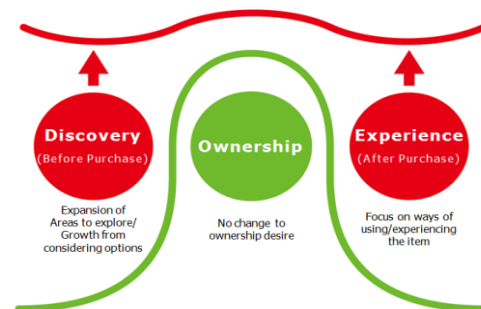 Discovery
(Before Purchase)
Expansion of
Areas to explore/
Growth from
considering options
Ownership
No change to
ownership desire
Experience
(After Purchase)
Focus on ways of
using/experiencing
the item